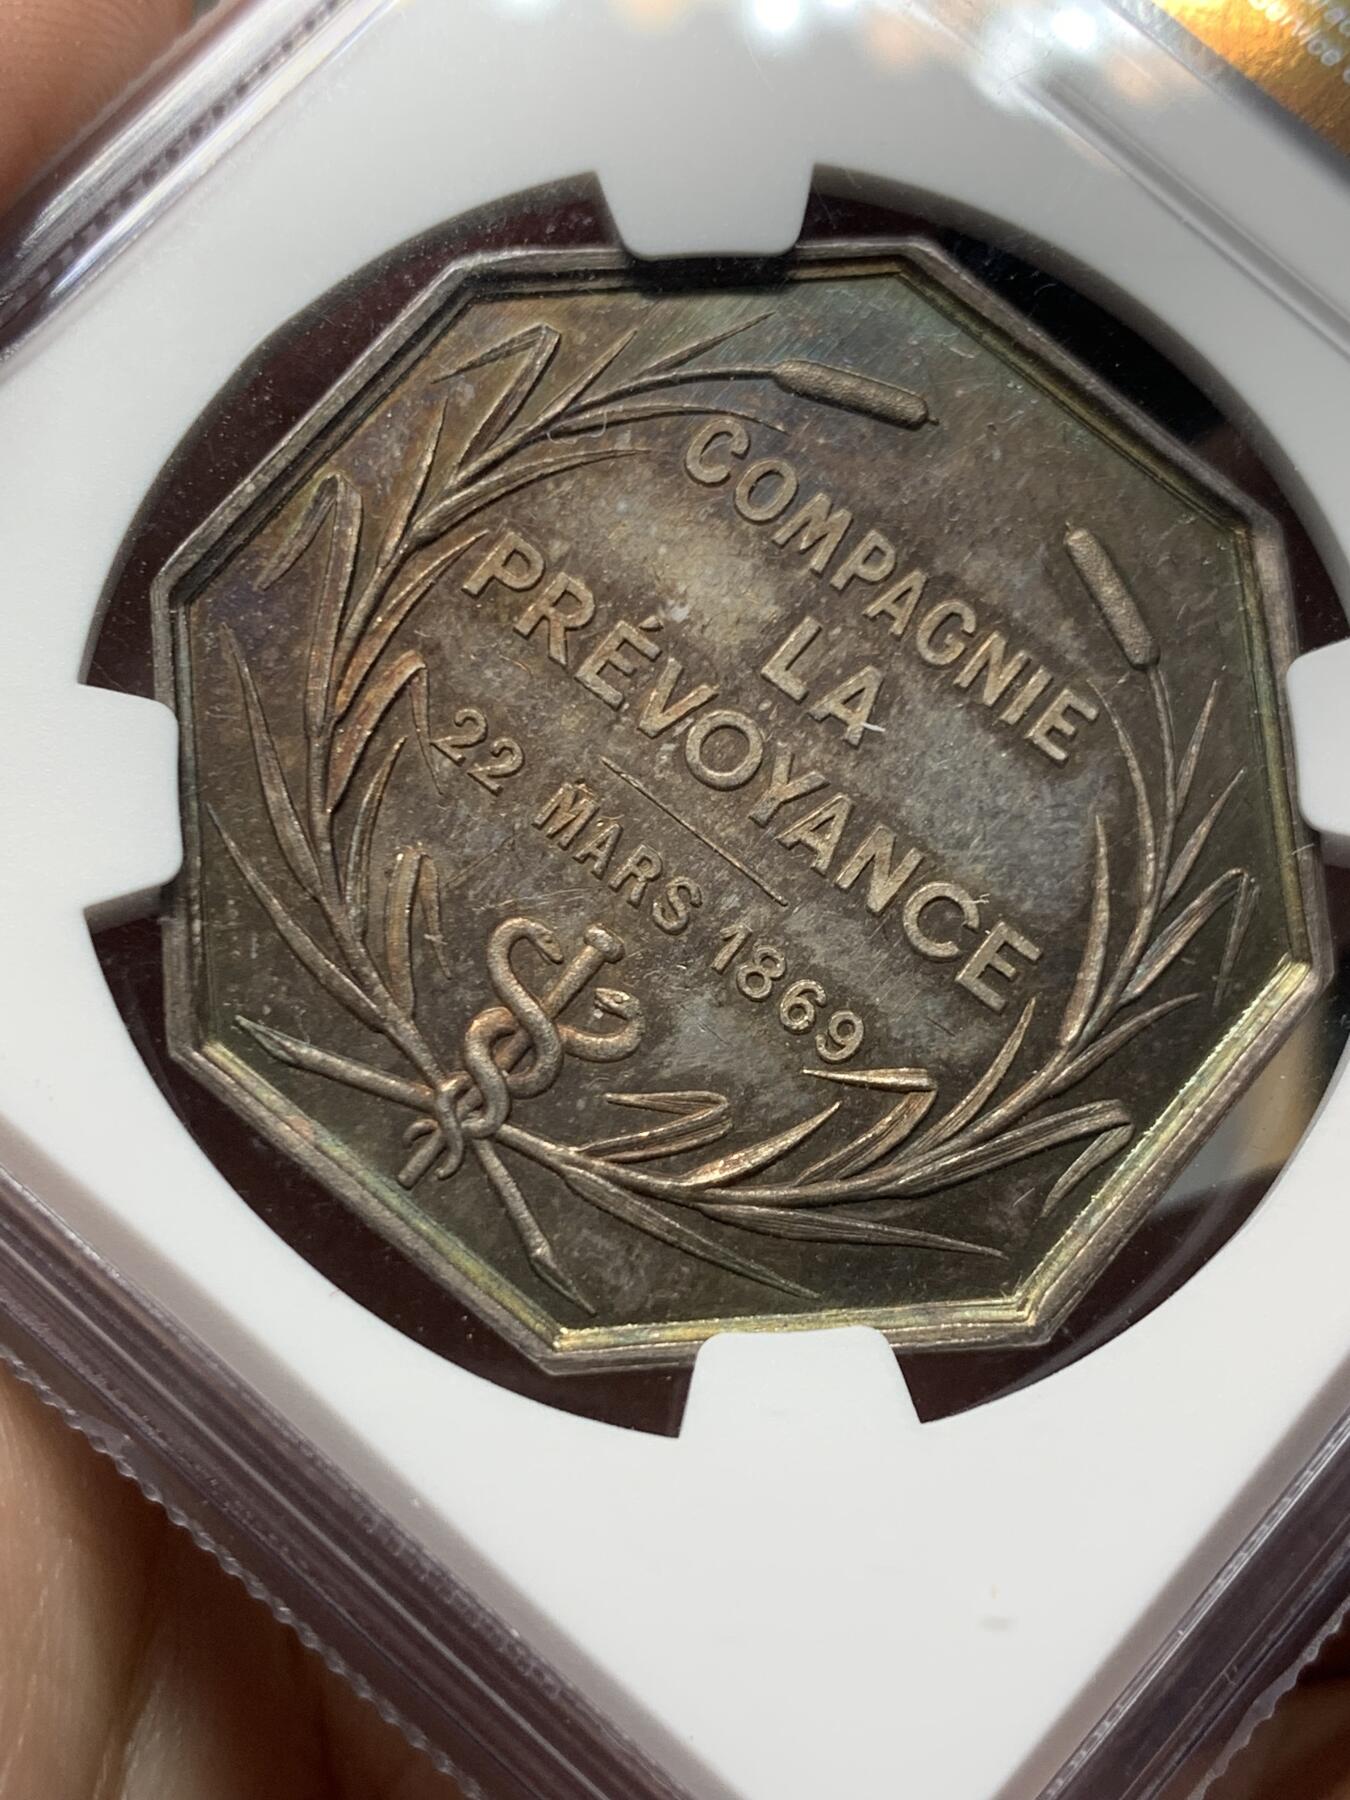 COMPAGNIE
LA
PRÉVOYANCE
22 MARS 1869